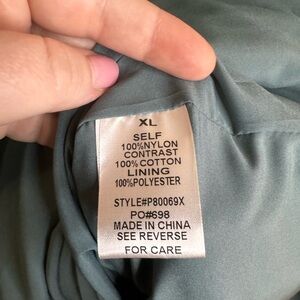 XL
SELF
100%NYLON
CONTRAST
100%COTTON
LINING
100%POLYESTER
STYLE#P80069X
PO#698
MADE IN CHINA
SEE REVERSE
FOR CARE